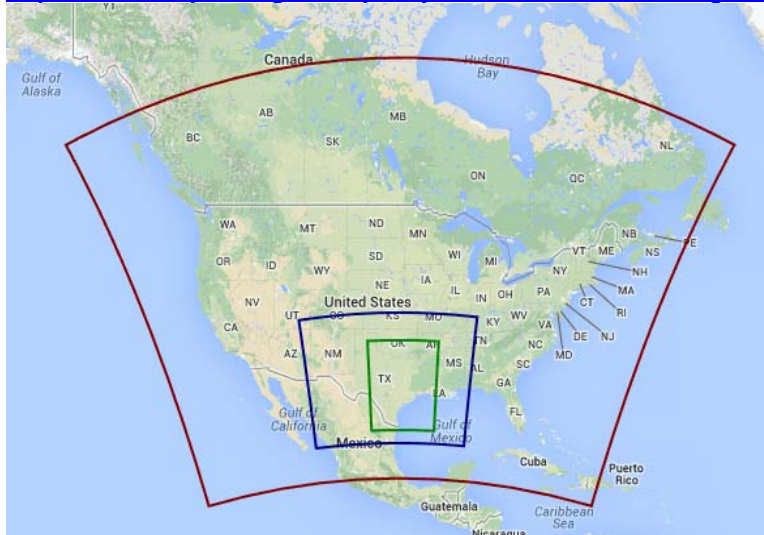 YT
Hudson
Bay
Canada
Gulf of
Alaska
AB
MB
BC
SK
NL
ON
QC
WA
MT
ND
MN
NB
PE
OR
ID
WY
SD
WI
MI
VT
ME
NS
NH
NY
NE
IA
IL
IN
OH
PA
MA
NV
United States
CT
RI
UT
CO
KS
MO
KY
WV
VA
NJ
CA
DE
MD
AZ
NM
OK
AR
TN
NC
TX
MS
AL
SC
GA
LA
FL
Gulf of
California
Gulf of
Mexico
Mexico
Cuba
Puerto
Rico
Guatemala
Caribbean
Sea
Nicaragua